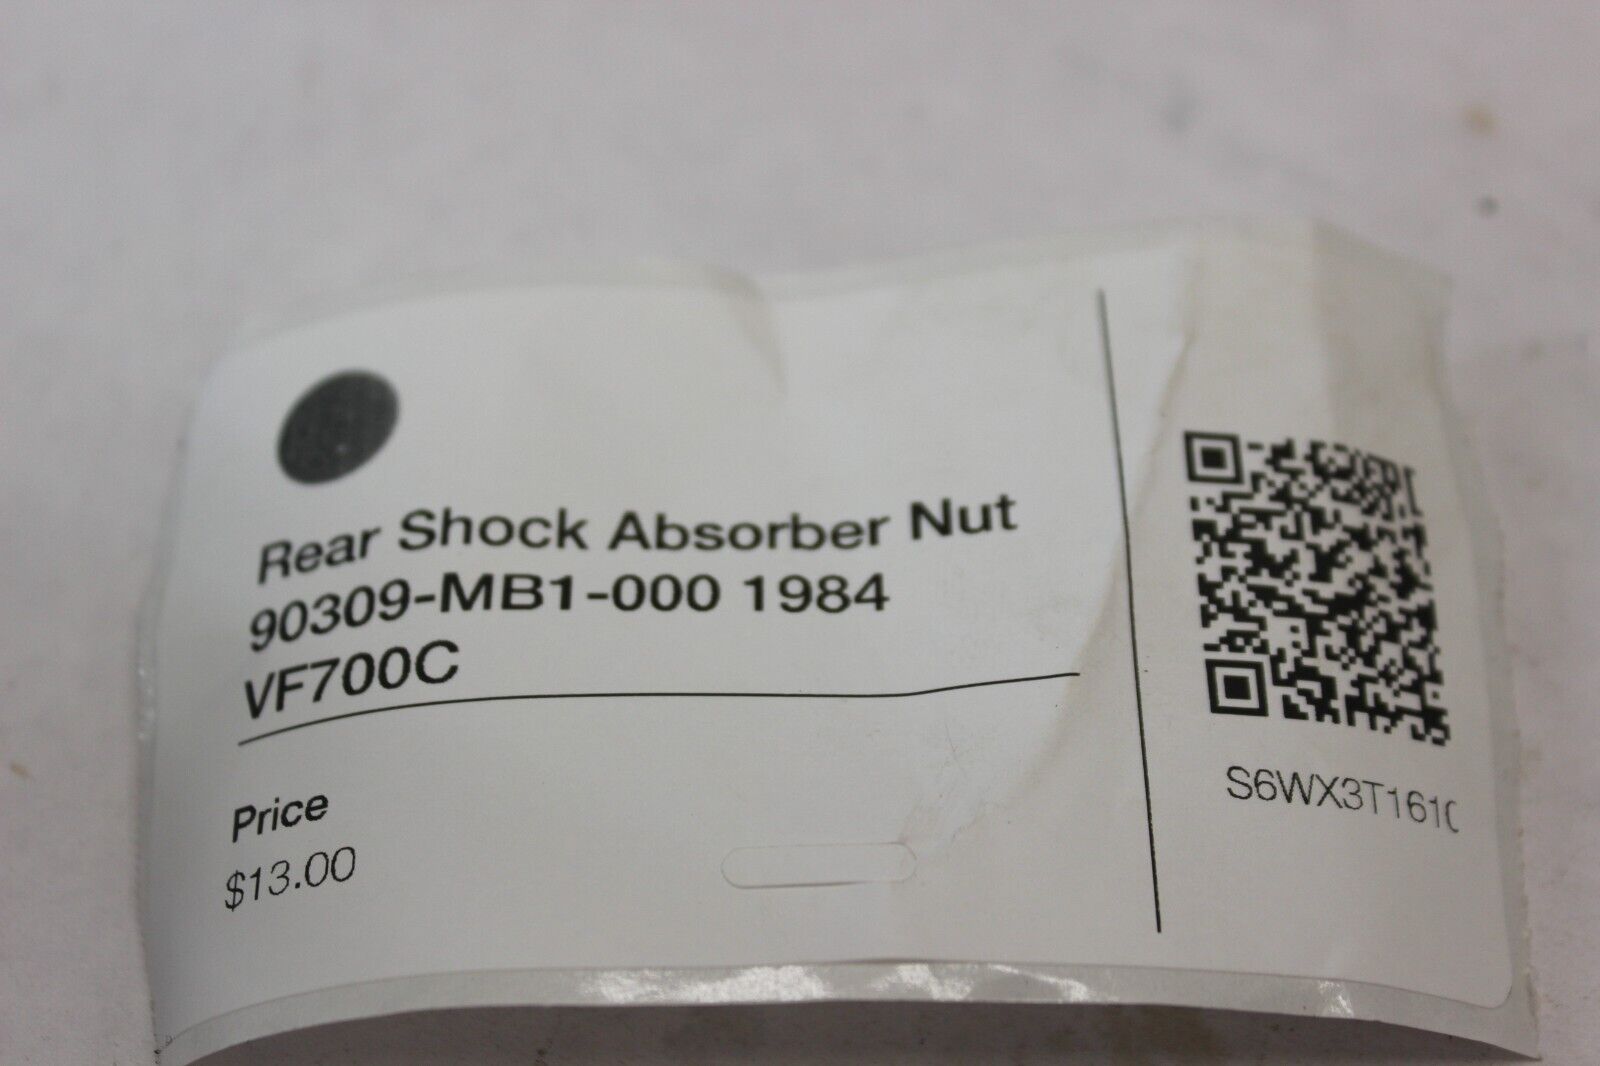 Rear Shock Absorber Nut
90309-MB1-000 1984
VF700C
Price
$13.00
S6WX3T161